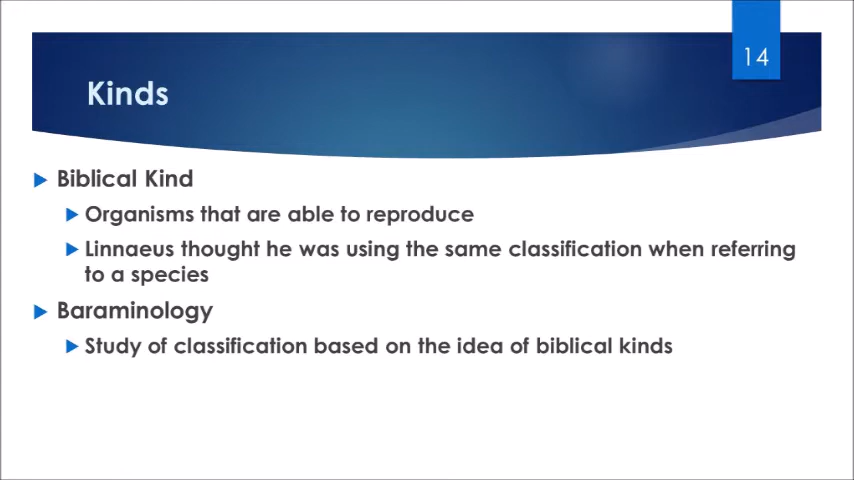 14
Kinds
Biblical Kind
Organisms that are able to reproduce
Linnaeus thought he was using the same classification when referring
to a species
Baraminology
Study of classification based on the idea of biblical kinds